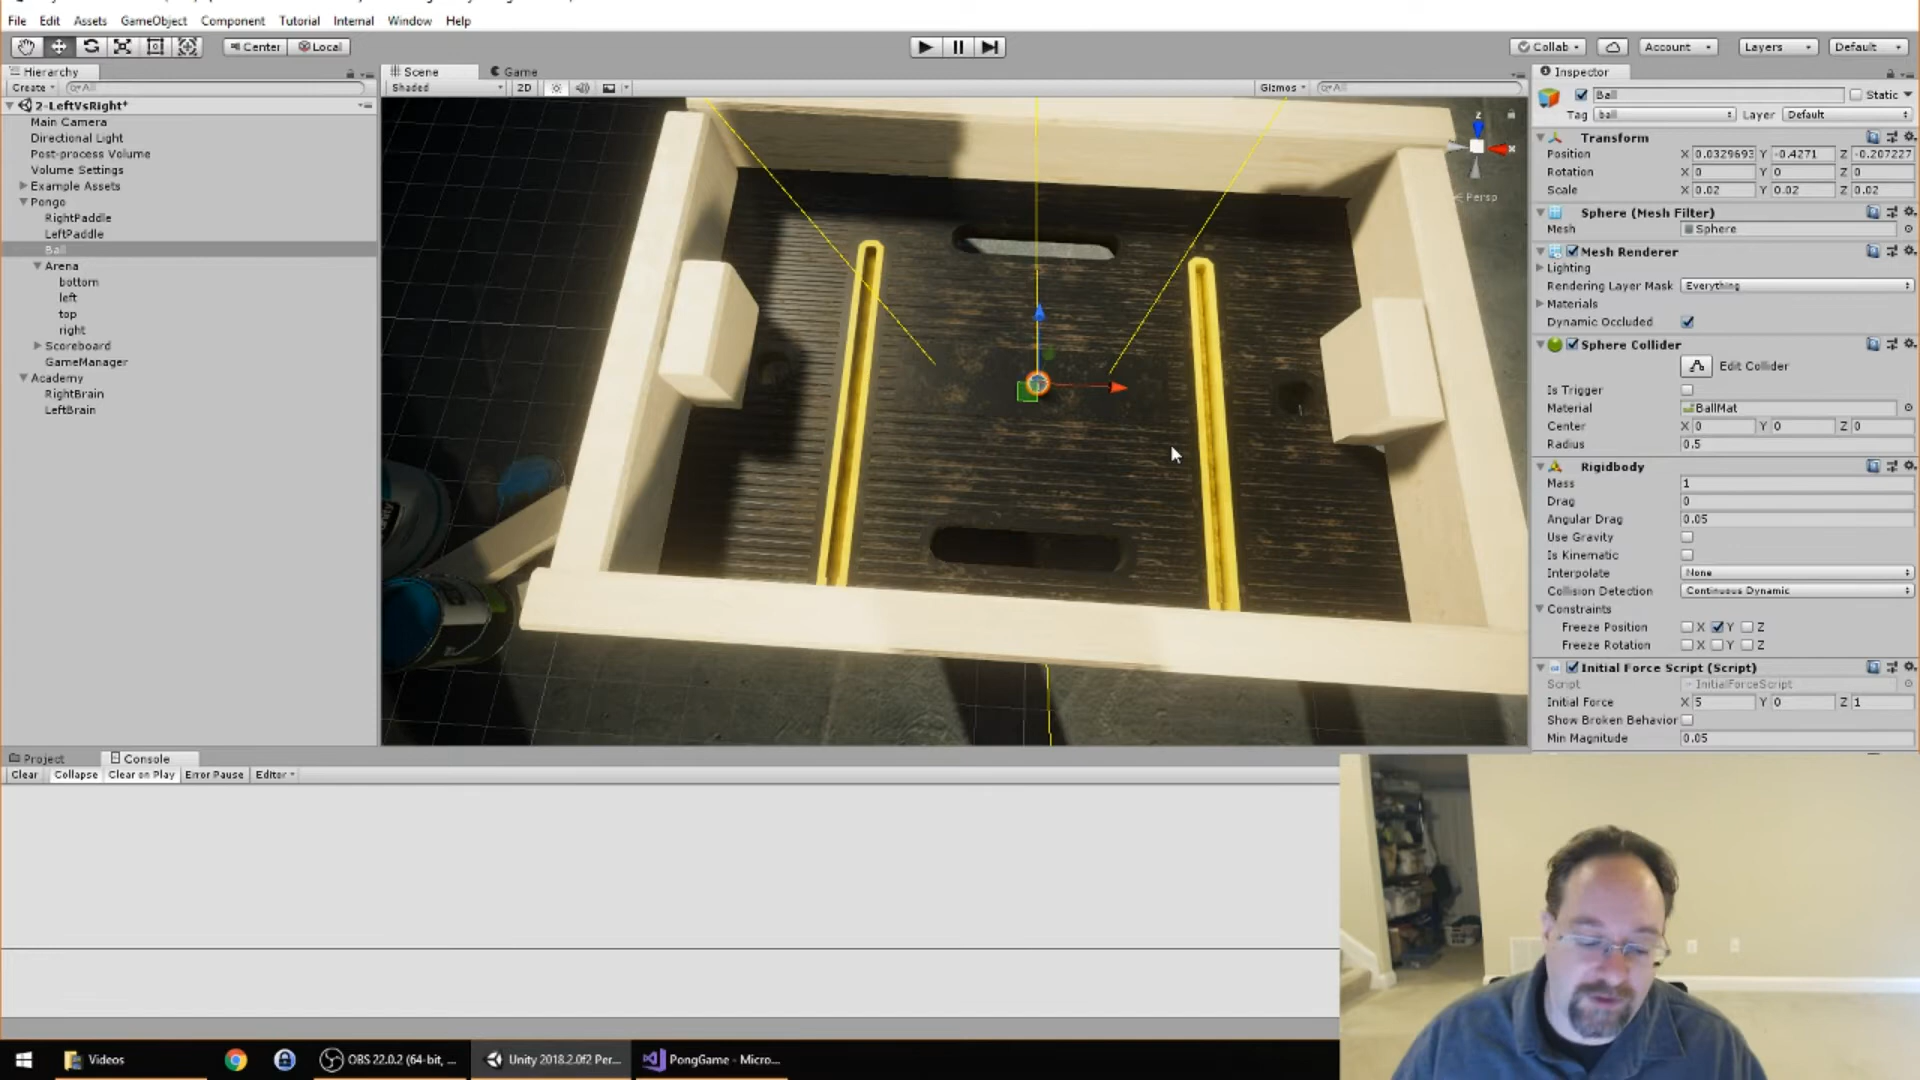 File Edit Assets GameObject Component Tutorial Internal Window Help
Center Local Collab Account Layers Default
Hierarchy
Create All
2-LeftVsRight*
Main Camera
Directional Light
Post-process Volume
Volume Settings
Example Assets
Pongo
RightPaddle
LeftPaddle
Ball
Arena
bottom
left
top
right
Scoreboard
GameManager
Academy
RightBrain
LeftBrain
Scene Game
Shaded 2D Gizmos All
z
x
Persp
Inspector
Ball Static
Tag ball Layer Default
Transform
Position X 0.0329693 Y -0.4271 Z -0.207227
Rotation X 0 Y 0 Z 0
Scale X 0.02 Y 0.02 Z 0.02
Sphere (Mesh Filter)
Mesh Sphere
Mesh Renderer
Lighting
Rendering Layer Mask Everything
Materials
Dynamic Occluded
Sphere Collider
Edit Collider
Is Trigger
Material BallMat
Center X 0 Y 0 Z 0
Radius 0.5
Rigidbody
Mass 1
Drag 0
Angular Drag 0.05
Use Gravity
Is Kinematic
Interpolate None
Collision Detection Continuous Dynamic
Constraints
Freeze Position X Y Z
Freeze Rotation X Y Z
Initial Force Script (Script)
Script InitialForceScript
Initial Force X 5 Y 0 Z 1
Show Broken Behavior
Min Magnitude 0.05
Project Console
Clear Collapse Clear on Play Error Pause Editor
Videos OBS 22.0.2 (64-bit, ... Unity 2018.2.0f2 Per... PongGame - Micro...